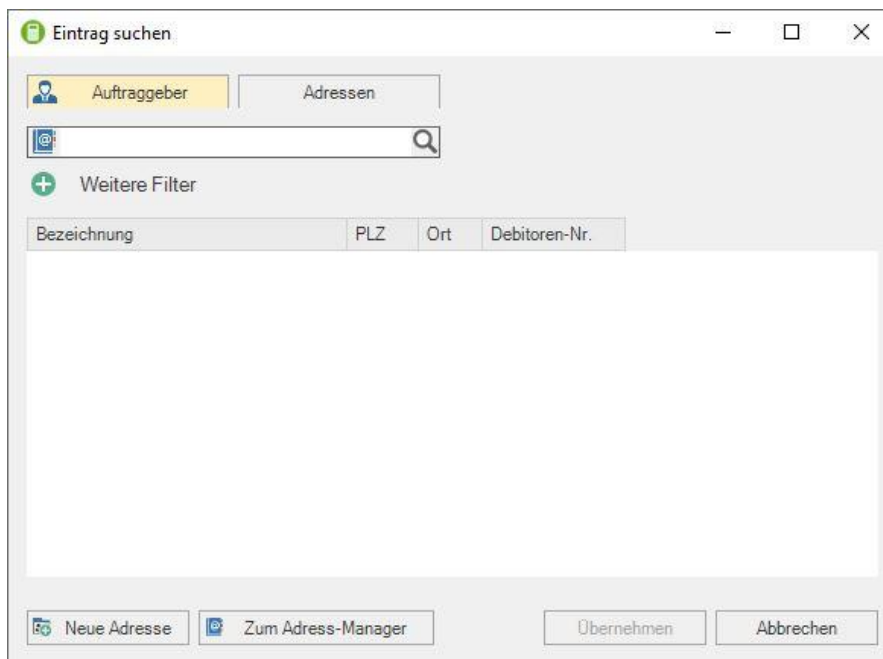 Eintrag suchen
Auftraggeber Adressen
Weitere Filter
Bezeichnung PLZ Ort Debitoren-Nr.
Neue Adresse Zum Adress-Manager Übernehmen Abbrechen